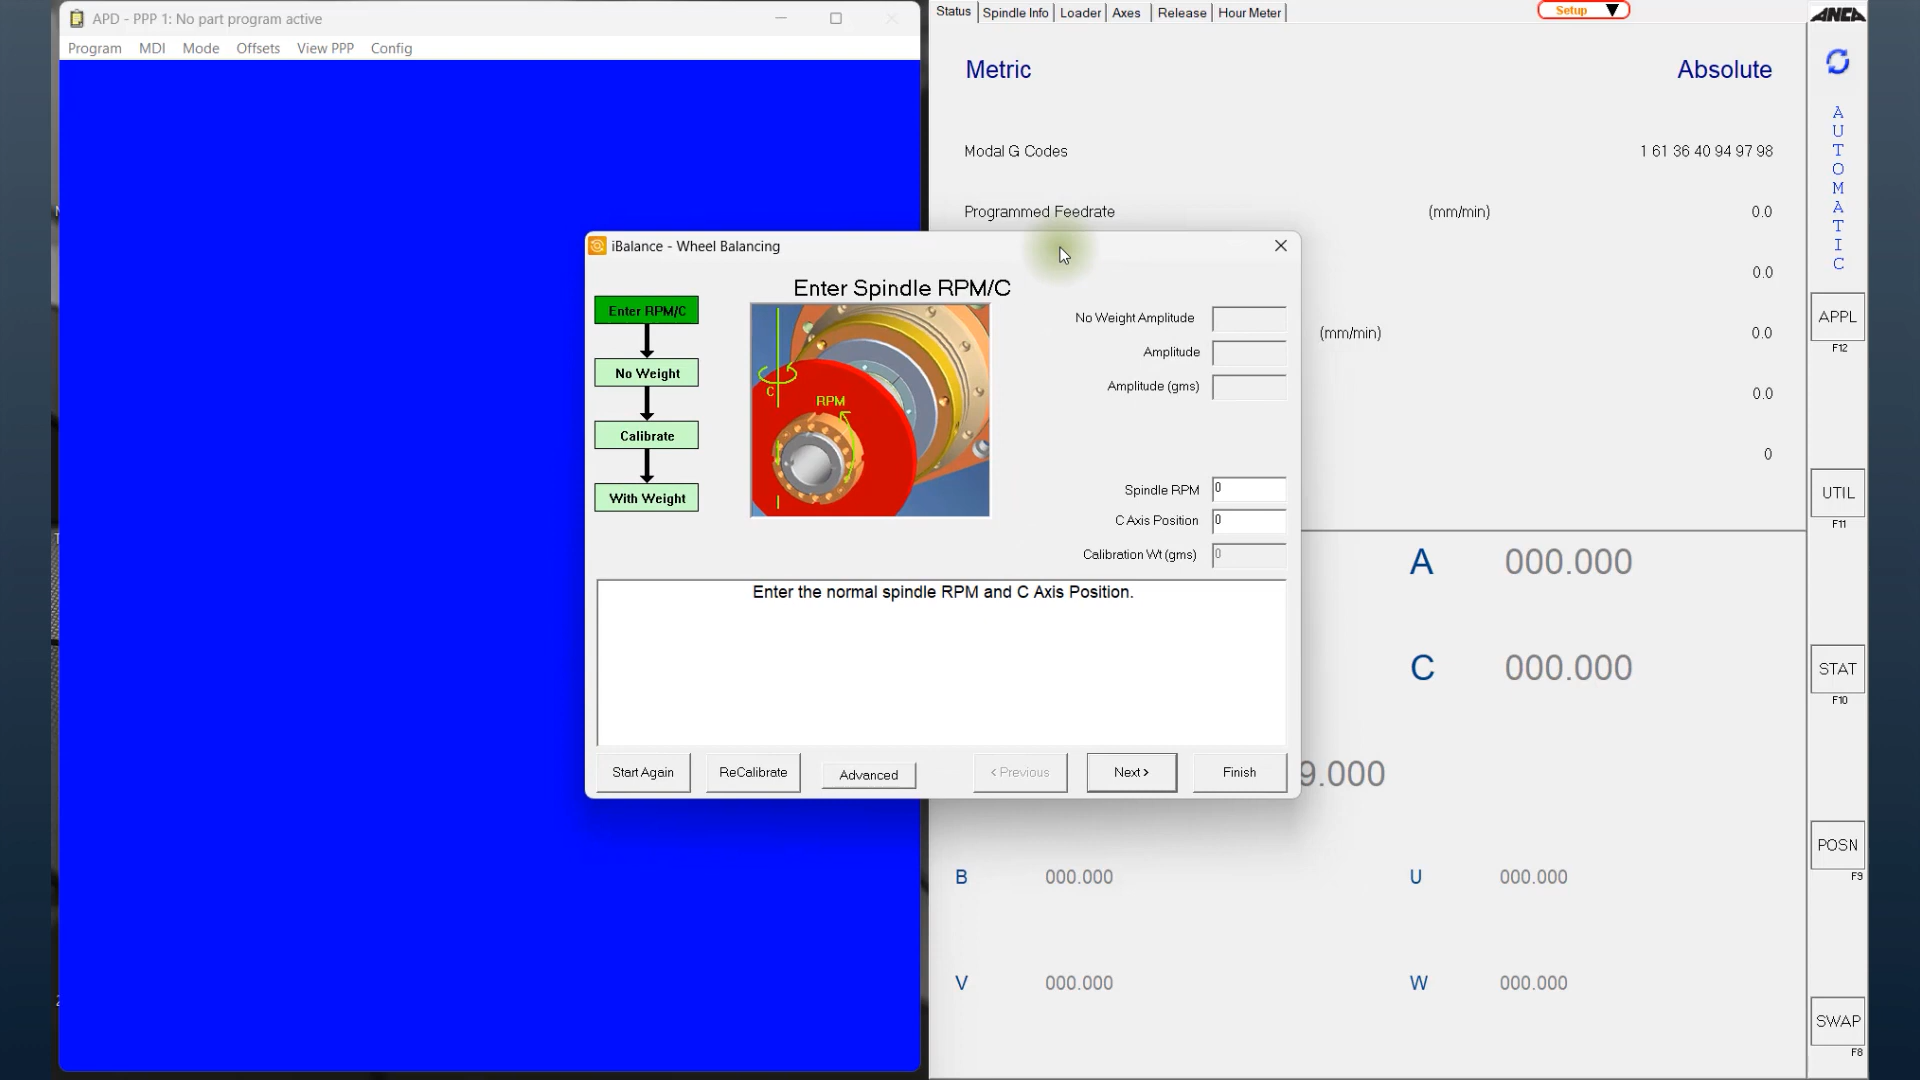 APD - PPP 1: No part program active
Program MDI Mode Offsets View PPP Config
Status Spindle Info Loader Axes Release Hour Meter
Setup
ANCA
Metric Absolute
Modal G Codes 1 61 36 40 94 97 98
Programmed Feedrate (mm/min) 0.0
0.0
(mm/min) 0.0
0.0
0
AUTOMATIC
APPL
F12
UTIL
F11
STAT
F10
POSN
F9
SWAP
F8
iBalance - Wheel Balancing
Enter Spindle RPM/C
Enter RPM/C
No Weight
Calibrate
With Weight
C
RPM
No Weight Amplitude
Amplitude
Amplitude (gms)
Spindle RPM 0
C Axis Position 0
Calibration Wt (gms) 0
Enter the normal spindle RPM and C Axis Position.
Start Again ReCalibrate Advanced < Previous Next > Finish
A 000.000
C 000.000
9.000
B 000.000 U 000.000
V 000.000 W 000.000